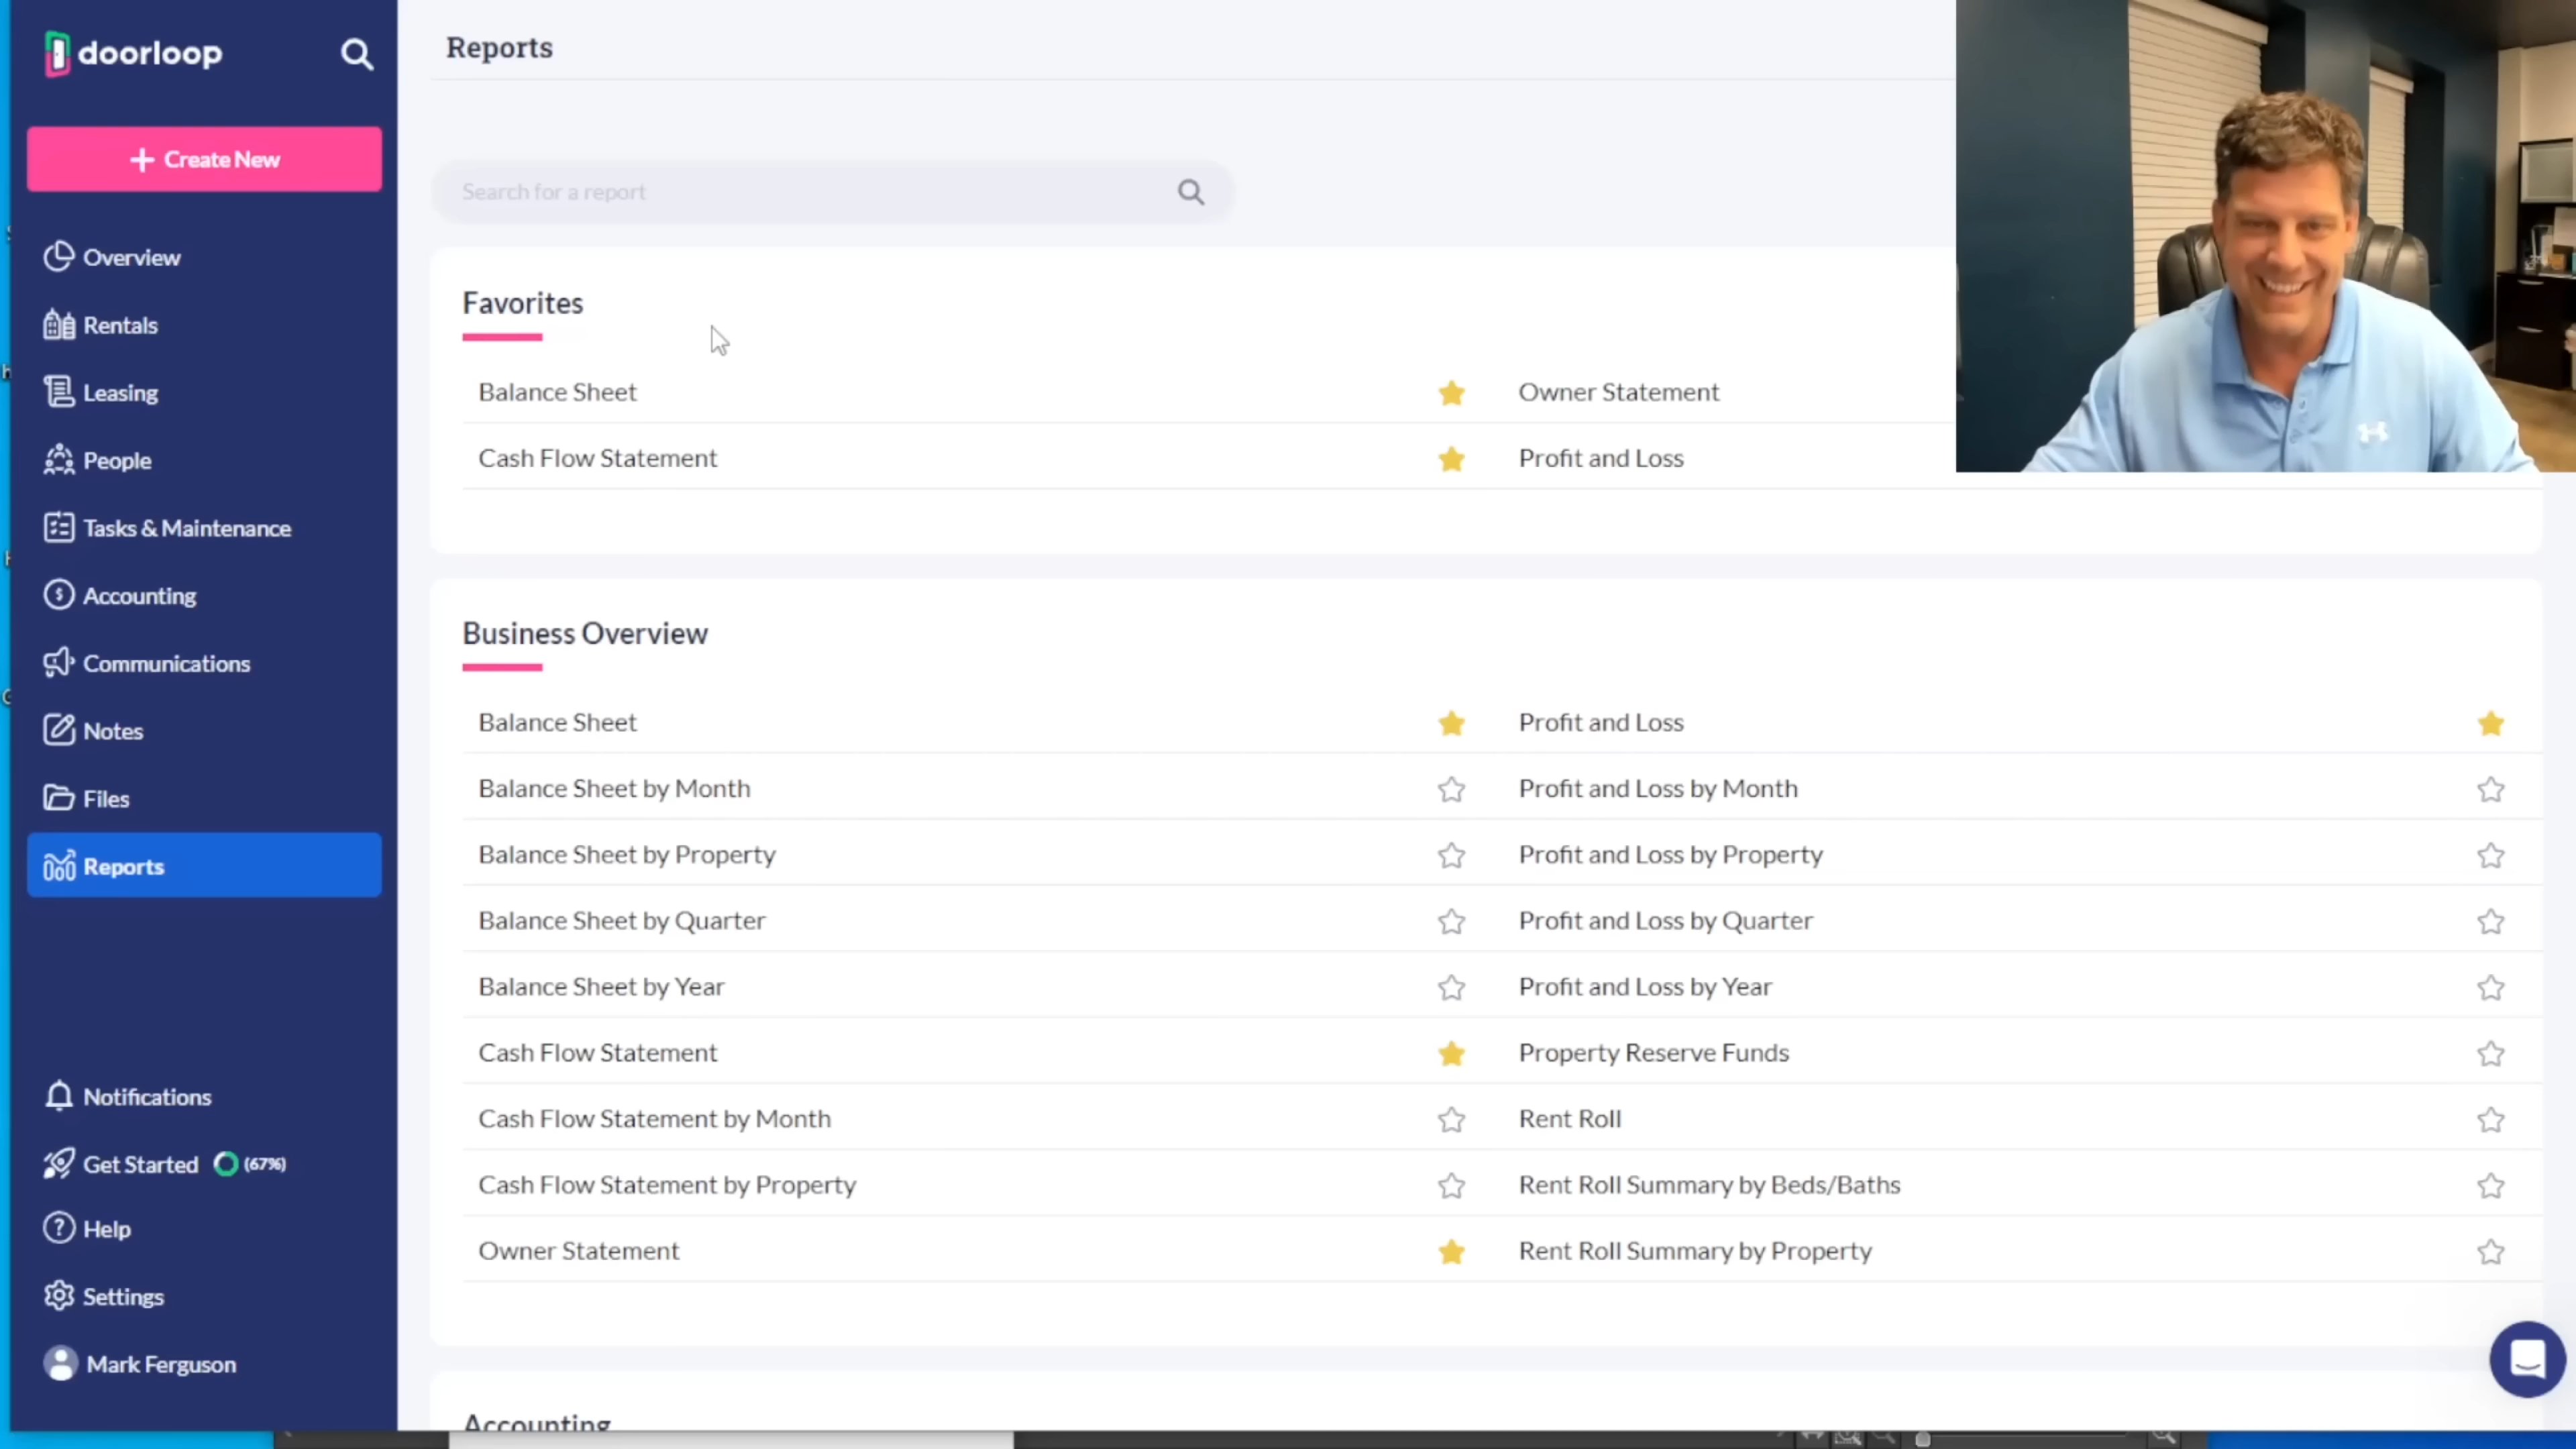 doorloop
Create New
Overview
Rentals
Leasing
People
Tasks & Maintenance
Accounting
Communications
Notes
Files
Reports
Notifications
Get Started (67%)
Help
Settings
Mark Ferguson
Reports
Search for a report
Favorites
Balance Sheet Owner Statement
Cash Flow Statement Profit and Loss
Business Overview
Balance Sheet Profit and Loss
Balance Sheet by Month Profit and Loss by Month
Balance Sheet by Property Profit and Loss by Property
Balance Sheet by Quarter Profit and Loss by Quarter
Balance Sheet by Year Profit and Loss by Year
Cash Flow Statement Property Reserve Funds
Cash Flow Statement by Month Rent Roll
Cash Flow Statement by Property Rent Roll Summary by Beds/Baths
Owner Statement Rent Roll Summary by Property
Accounting